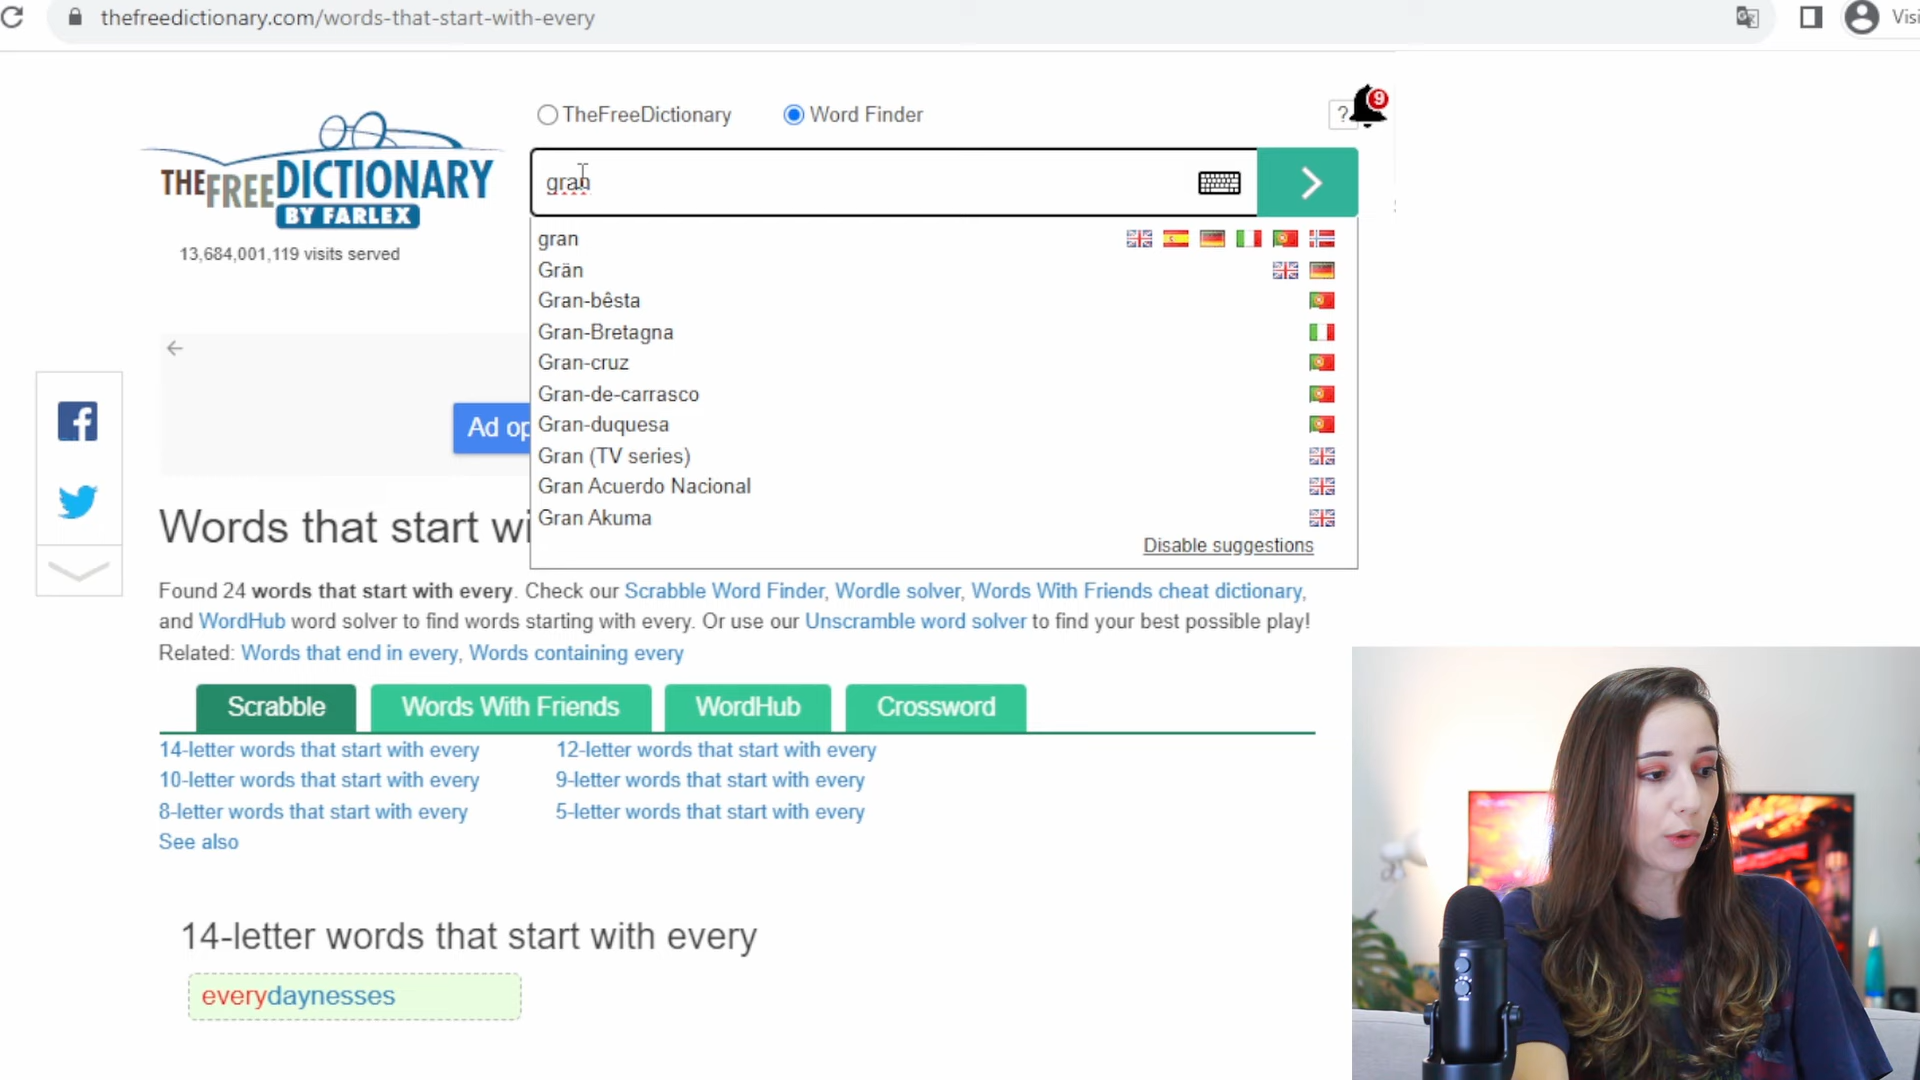 thefreedictionary.com/words-that-start-with-every
TheFreeDictionary
Word Finder
?
9
gran
THEFREEDICTIONARY
BY FARLEX
13,684,001,119 visits served
gran
Grän
Gran-bêsta
Gran-Bretagna
Gran-cruz
Gran-de-carrasco
Gran-duquesa
Gran (TV series)
Gran Acuerdo Nacional
Gran Akuma
Disable suggestions
Ad op
Words that start wi
Found 24 words that start with every. Check our Scrabble Word Finder, Wordle solver, Words With Friends cheat dictionary,
and WordHub word solver to find words starting with every. Or use our Unscramble word solver to find your best possible play!
Related: Words that end in every, Words containing every
Scrabble
Words With Friends
WordHub
Crossword
14-letter words that start with every
12-letter words that start with every
10-letter words that start with every
9-letter words that start with every
8-letter words that start with every
5-letter words that start with every
See also
14-letter words that start with every
everydaynesses